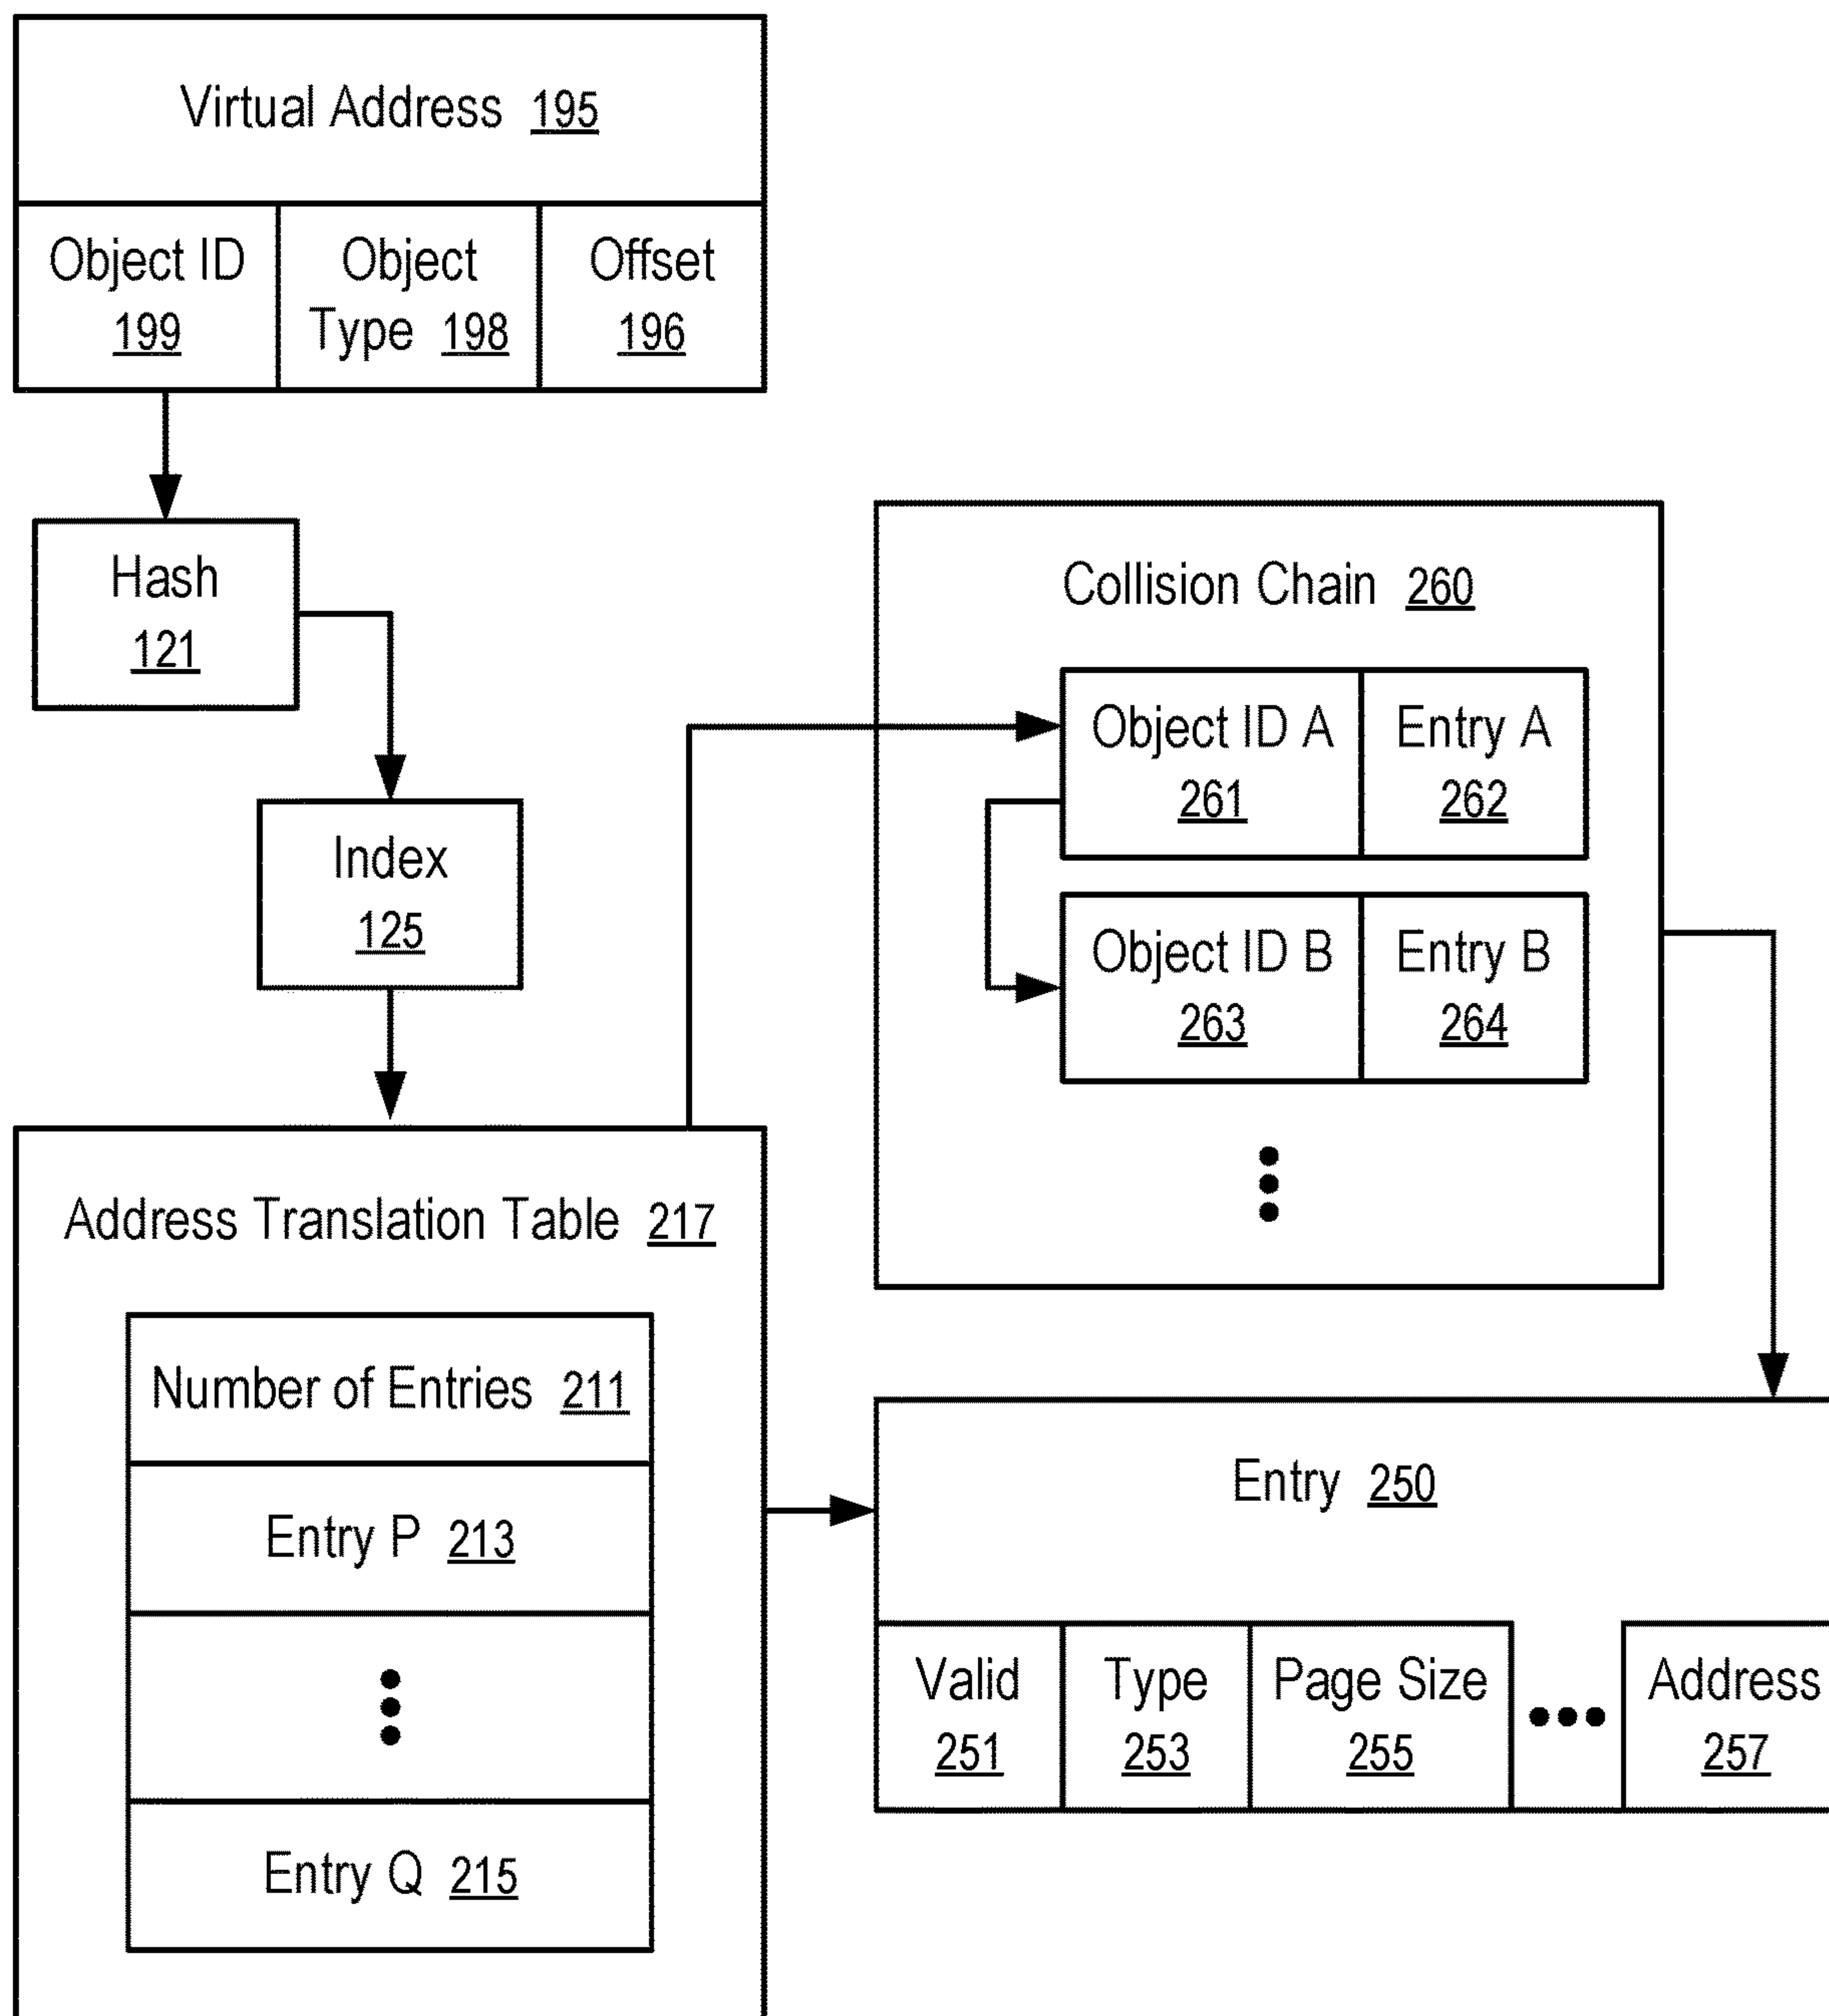 Virtual Address 195
Object ID
199
Object
Type 198
Offset
196
Hash
121
Index
125
Collision Chain 260
Object ID A
261
Entry A
262
Object ID B
263
Entry B
264
Address Translation Table 217
Number of Entries 211
Entry P 213
Entry Q 215
Entry 250
Valid
251
Type
253
Page Size
255
Address
257